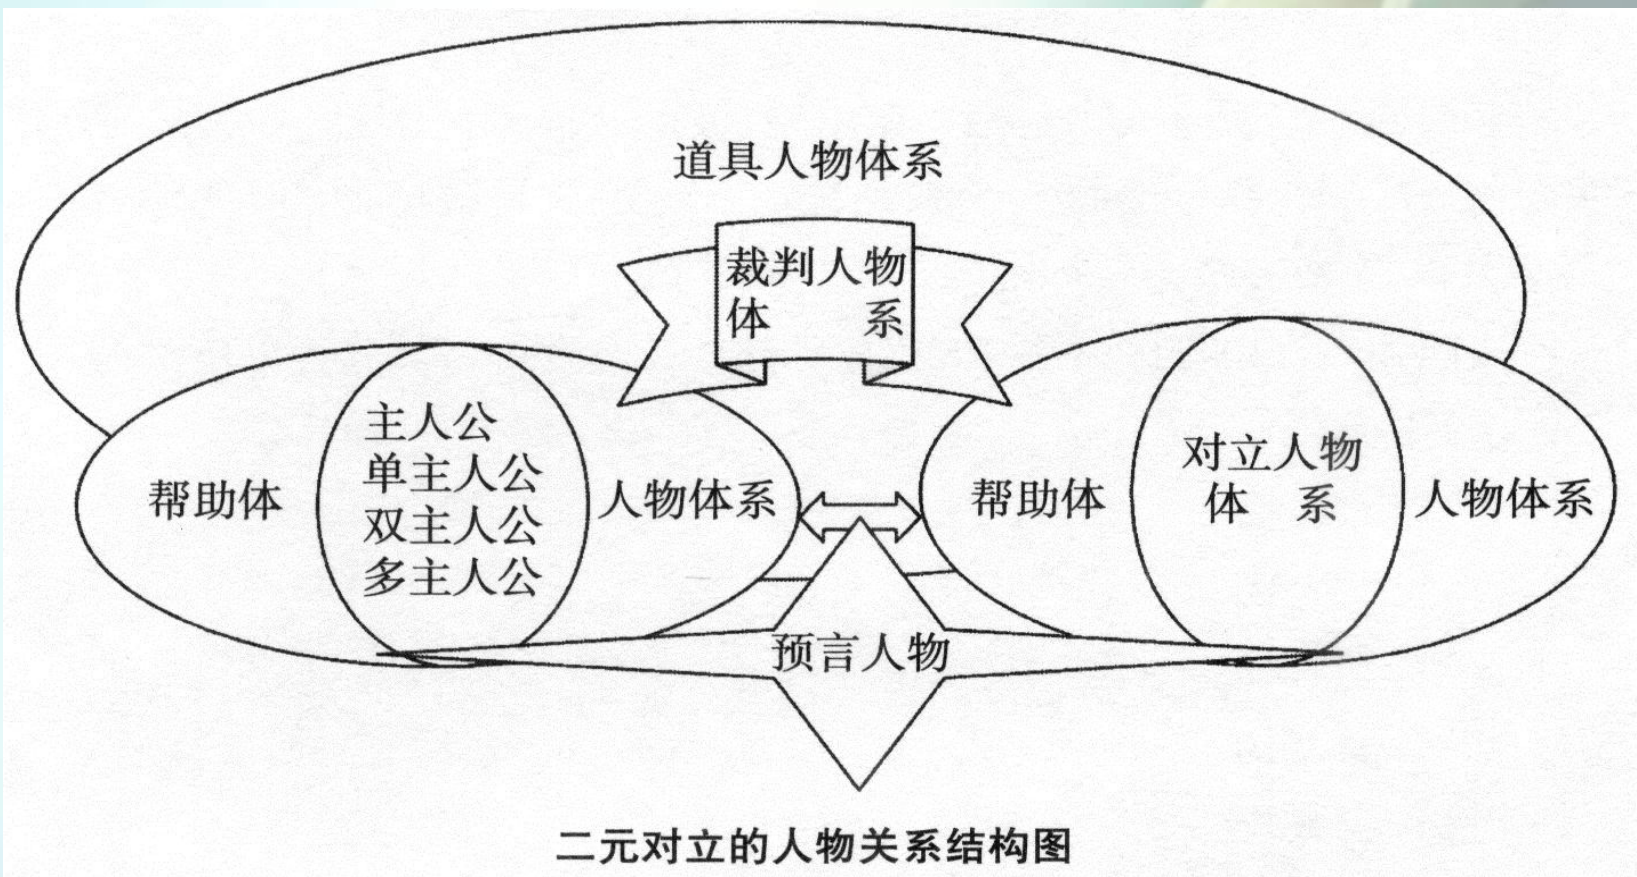 道具人物体系
裁判人物
体 系
主人公
单主人公
双主人公
多主人公
帮助体
人物体系
对立人物
体 系
帮助体
人物体系
预言人物
二元对立的人物关系结构图